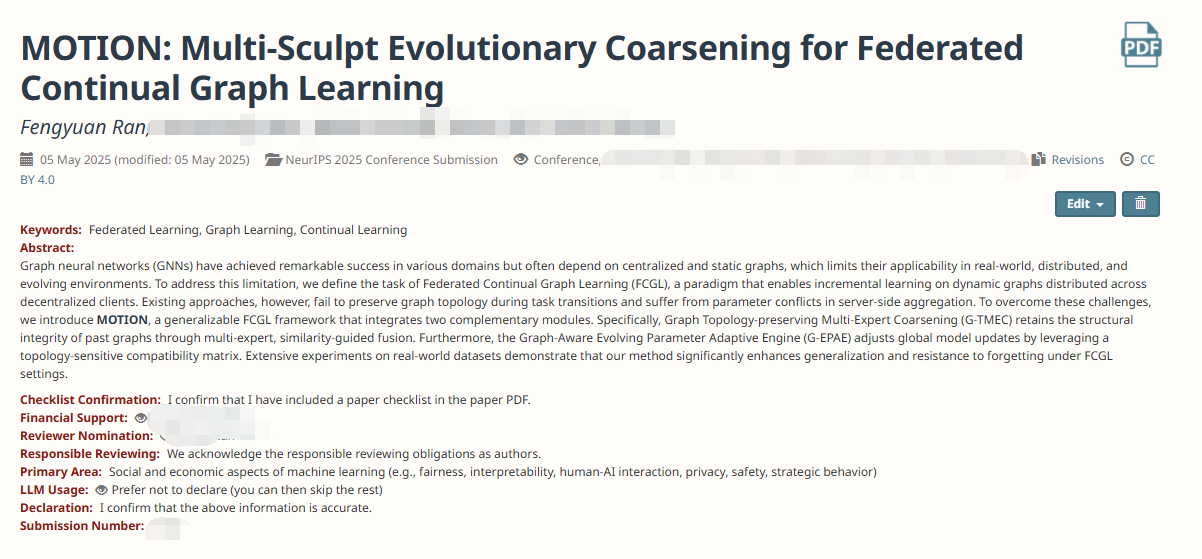 MOTION: Multi-Sculpt Evolutionary Coarsening for Federated
Continual Graph Learning
PDF
Fengyuan Ran,
05 May 2025 (modified: 05 May 2025) NeurIPS 2025 Conference Submission Conference, Revisions CC
BY 4.0
Edit
Keywords: Federated Learning, Graph Learning, Continual Learning
Abstract:
Graph neural networks (GNNs) have achieved remarkable success in various domains but often depend on centralized and static graphs, which limits their applicability in real-world, distributed, and
evolving environments. To address this limitation, we define the task of Federated Continual Graph Learning (FCGL), a paradigm that enables incremental learning on dynamic graphs distributed across
decentralized clients. Existing approaches, however, fail to preserve graph topology during task transitions and suffer from parameter conflicts in server-side aggregation. To overcome these challenges,
we introduce MOTION, a generalizable FCGL framework that integrates two complementary modules. Specifically, Graph Topology-preserving Multi-Expert Coarsening (G-TMEC) retains the structural
integrity of past graphs through multi-expert, similarity-guided fusion. Furthermore, the Graph-Aware Evolving Parameter Adaptive Engine (G-EPAE) adjusts global model updates by leveraging a
topology-sensitive compatibility matrix. Extensive experiments on real-world datasets demonstrate that our method significantly enhances generalization and resistance to forgetting under FCGL
settings.
Checklist Confirmation: I confirm that I have included a paper checklist in the paper PDF.
Financial Support:
Reviewer Nomination:
Responsible Reviewing: We acknowledge the responsible reviewing obligations as authors.
Primary Area: Social and economic aspects of machine learning (e.g., fairness, interpretability, human-AI interaction, privacy, safety, strategic behavior)
LLM Usage: Prefer not to declare (you can then skip the rest)
Declaration: I confirm that the above information is accurate.
Submission Number: